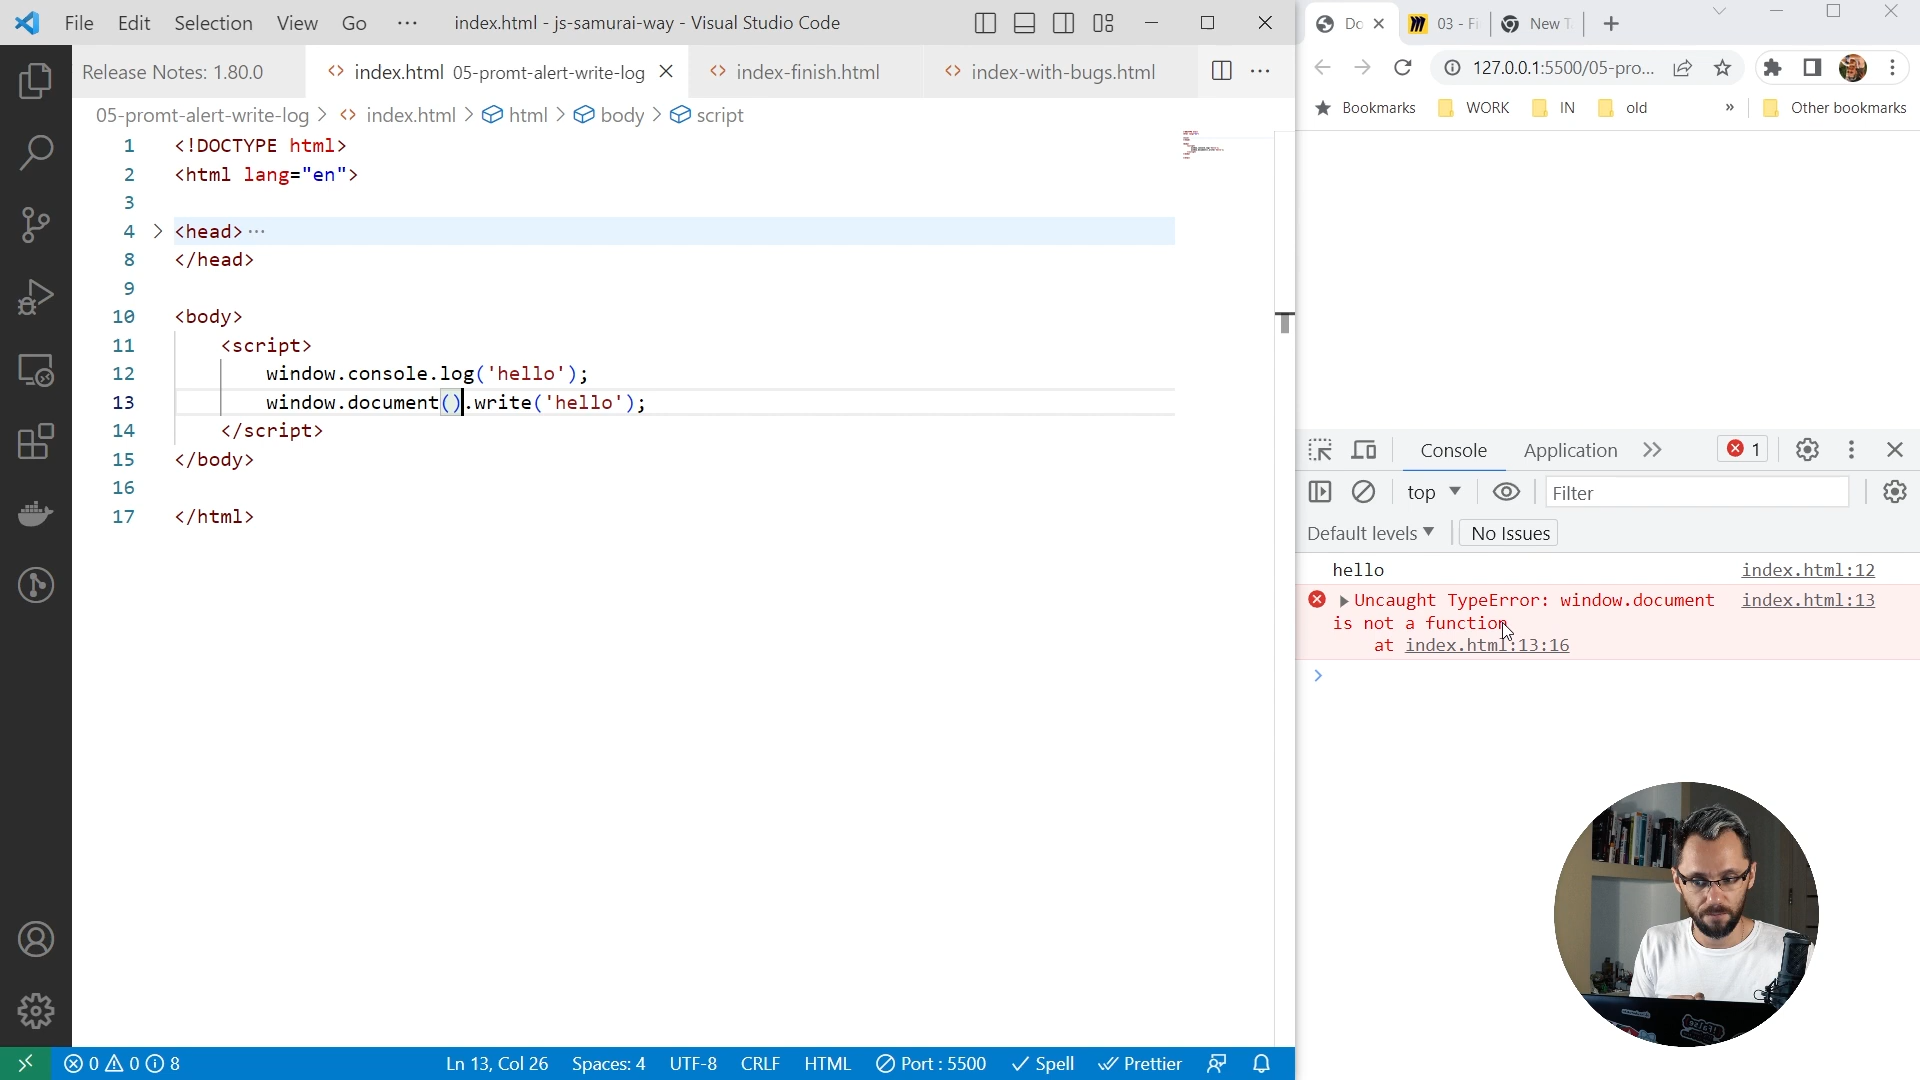 File Edit Selection View Go ··· index.html - js-samurai-way - Visual Studio Code
Release Notes: 1.80.0 <> index.html 05-promt-alert-write-log <> index-finish.html <> index-with-bugs.html
05-promt-alert-write-log > <> index.html > html > body > script
1 <!DOCTYPE html>
2 <html lang="en">
3
4 > <head>···
8 </head>
9
10 <body>
11 <script>
12 window.console.log('hello');
13 window.document().write('hello');
14 </script>
15 </body>
16
17 </html>
0 0 8 Ln 13, Col 26 Spaces: 4 UTF-8 CRLF HTML Port : 5500 Spell Prettier
Do 03 - Fi New T
127.0.0.1:5500/05-pro...
Bookmarks WORK IN old » Other bookmarks
Console Application 1
top Filter
Default levels No Issues
hello index.html:12
Uncaught TypeError: window.document index.html:13
is not a function
at index.html:13:16